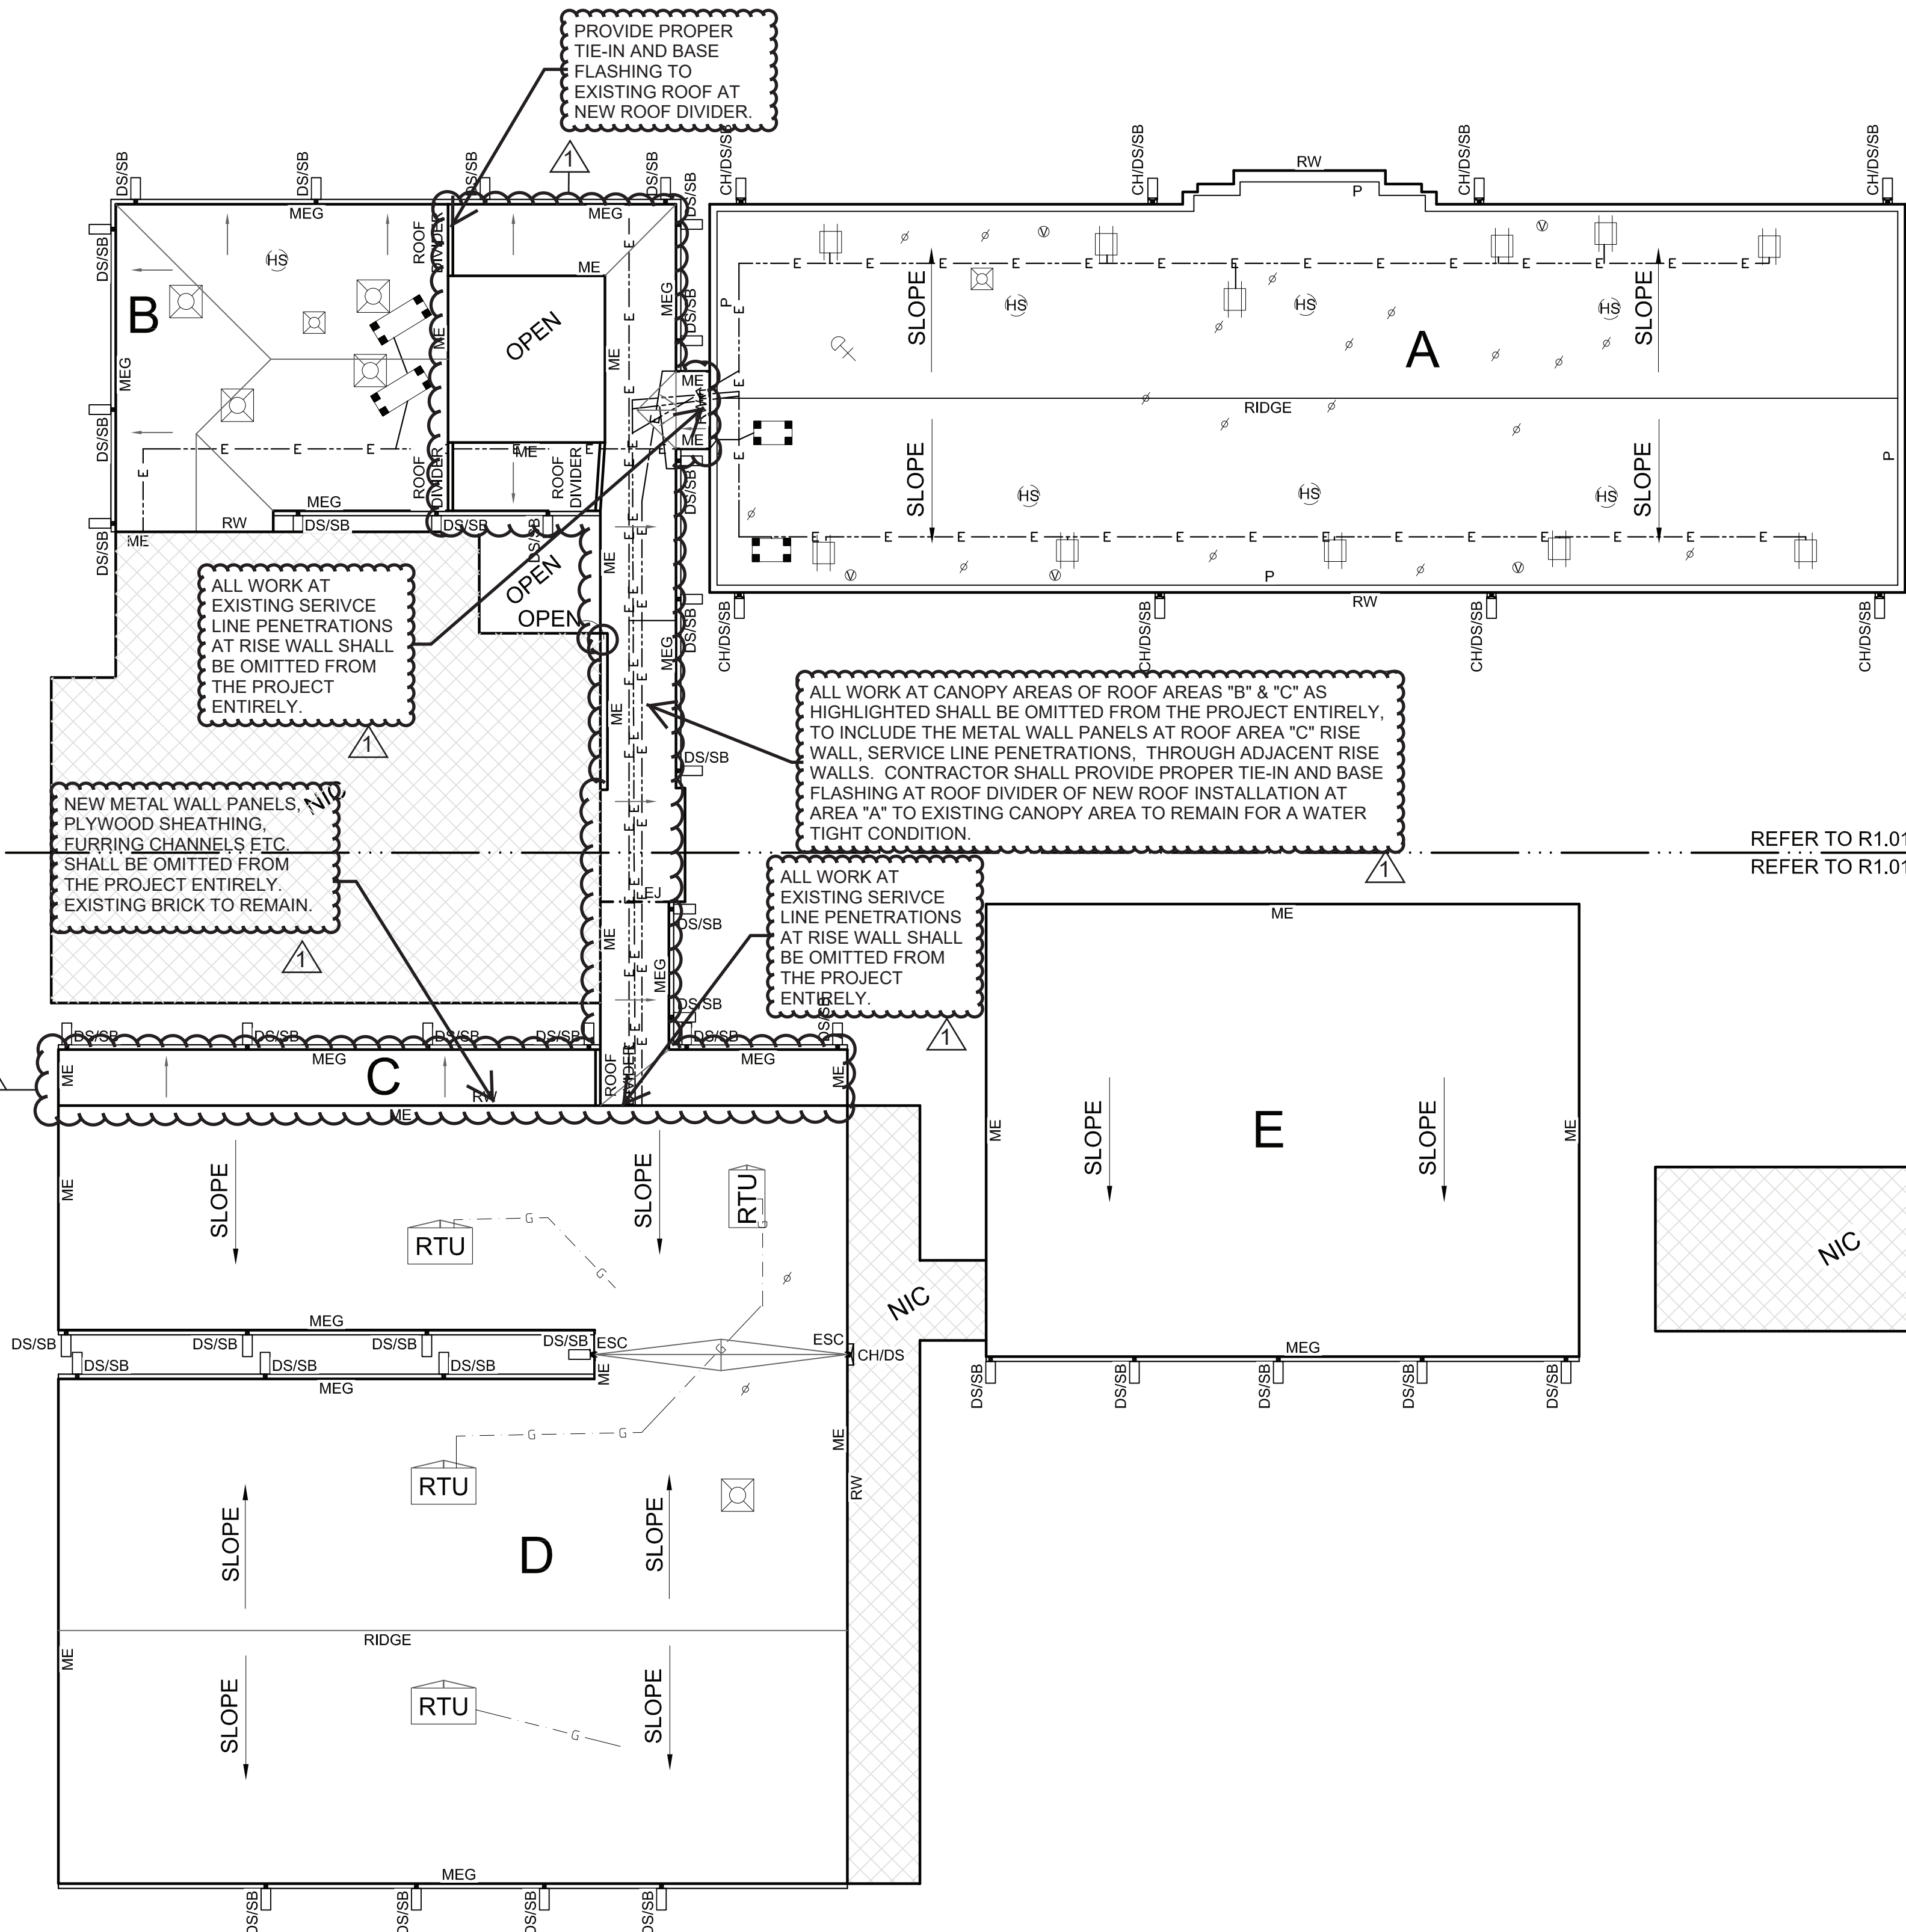 PROVIDE PROPER
TIE-IN AND BASE
FLASHING TO
EXISTING ROOF AT
NEW ROOF DIVIDER.
1
DS/SB
DS/SB
DS/SB
DS/SB
DS/SB
CH/DS/SB
CH/DS/SB
CH/DS/SB
CH/DS/SB
RW
P
MEG
MEG
ROOF
DIVIDER
HS
ME
B
MEG
DS/SB
DS/SB
DS/SB
OPEN
ME
ME
MEG
DS/SB
ME
RW
ME
DS/SB
P
SLOPE
SLOPE
HS
HS
HS
A
RIDGE
SLOPE
SLOPE
HS
HS
HS
V
V
V
V
V
P
P
RW
E E E E E E E E E E E E E E
E E E E E E E E E E E E E
ROOF
DIVIDER
ME
ROOF
DIVIDER
MEG
RW
ME
DS/SB
DS/SB
DS/SB
OPEN
OPEN
ME
DS/SB
DS/SB
MEG
CH/DS/SB
CH/DS/SB
CH/DS/SB
CH/DS/SB
ALL WORK AT
EXISTING SERIVCE
LINE PENETRATIONS
AT RISE WALL SHALL
BE OMITTED FROM
THE PROJECT
ENTIRELY.
1
ME
DS/SB
ALL WORK AT CANOPY AREAS OF ROOF AREAS "B" & "C" AS
HIGHLIGHTED SHALL BE OMITTED FROM THE PROJECT ENTIRELY,
TO INCLUDE THE METAL WALL PANELS AT ROOF AREA "C" RISE
WALL, SERVICE LINE PENETRATIONS, THROUGH ADJACENT RISE
WALLS. CONTRACTOR SHALL PROVIDE PROPER TIE-IN AND BASE
FLASHING AT ROOF DIVIDER OF NEW ROOF INSTALLATION AT
AREA "A" TO EXISTING CANOPY AREA TO REMAIN FOR A WATER
TIGHT CONDITION.
1
NIC
NEW METAL WALL PANELS,
PLYWOOD SHEATHING,
FURRING CHANNELS ETC.
SHALL BE OMITTED FROM
THE PROJECT ENTIRELY.
EXISTING BRICK TO REMAIN.
1
REFER TO R1.01
REFER TO R1.01
ALL WORK AT
EXISTING SERIVCE
LINE PENETRATIONS
AT RISE WALL SHALL
BE OMITTED FROM
THE PROJECT
ENTIRELY.
1
EJ
ME
MEG
DS/SB
DS/SB
DS/SB
DS/SB
DS/SB
DS/SB
DS/SB
DS/SB
ME
MEG
C
RW
ME
ROOF
DIVIDER
MEG
ME
ME
ME
E
SLOPE
SLOPE
ME
MEG
DS/SB
DS/SB
DS/SB
DS/SB
DS/SB
NIC
NIC
ME
SLOPE
SLOPE
RTU
RTU
G
G
G
MEG
DS/SB
DS/SB
DS/SB
DS/SB
ESC
ESC
CH/DS
DS/SB
DS/SB
DS/SB
MEG
ME
G
G
G
ME
RW
RTU
SLOPE
SLOPE
D
RIDGE
ME
SLOPE
SLOPE
RTU
G
MEG
DS/SB
DS/SB
DS/SB
DS/SB